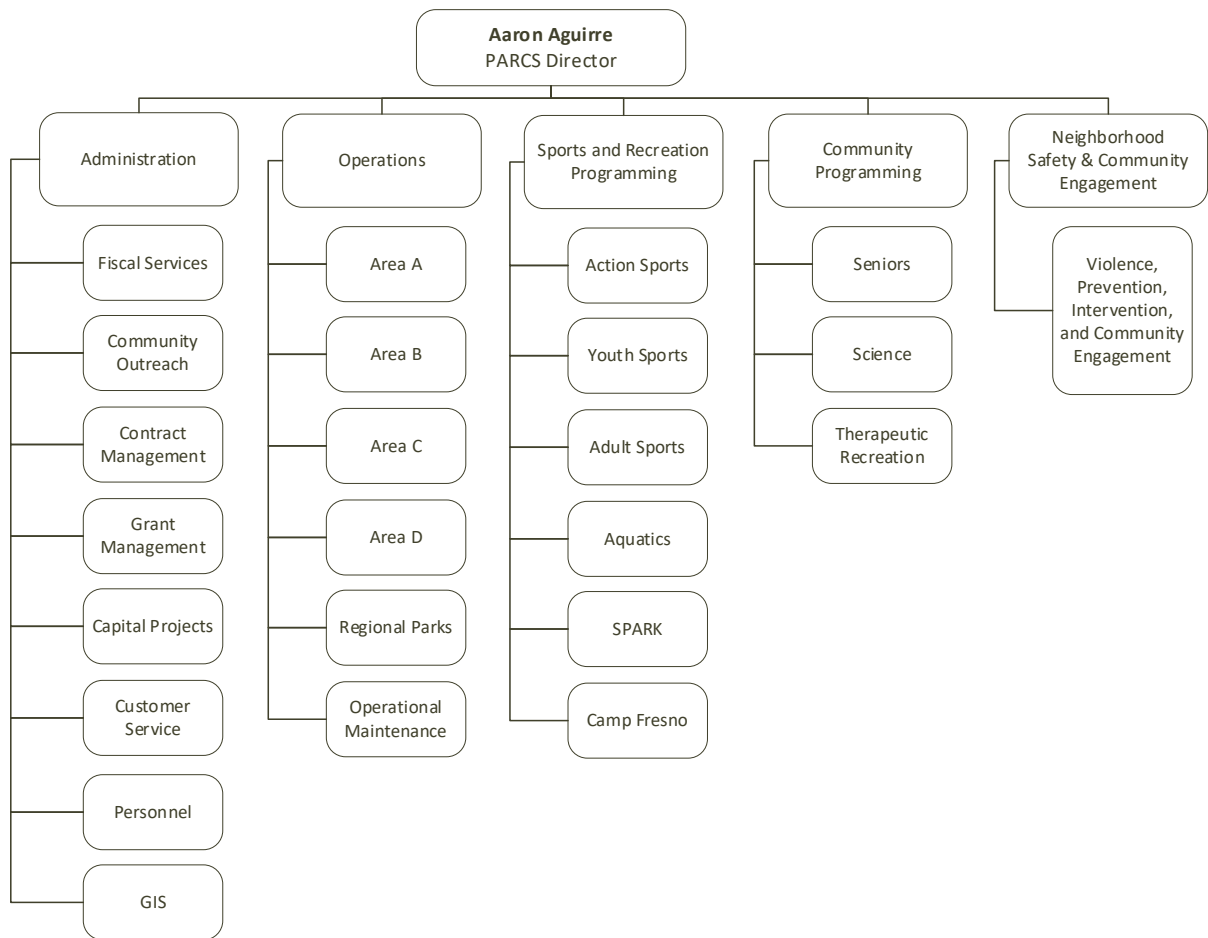 Aaron Aguirre
PARCS Director
Administration
Fiscal Services
Community
Outreach
Contract
Management
Grant
Management
Capital Projects
Customer
Service
Personnel
GIS
Operations
Area A
Area B
Area C
Area D
Regional Parks
Operational
Maintenance
Sports and Recreation
Programming
Action Sports
Youth Sports
Adult Sports
Aquatics
SPARK
Camp Fresno
Community
Programming
Seniors
Science
Therapeutic
Recreation
Neighborhood
Safety & Community
Engagement
Violence,
Prevention,
Intervention,
and Community
Engagement